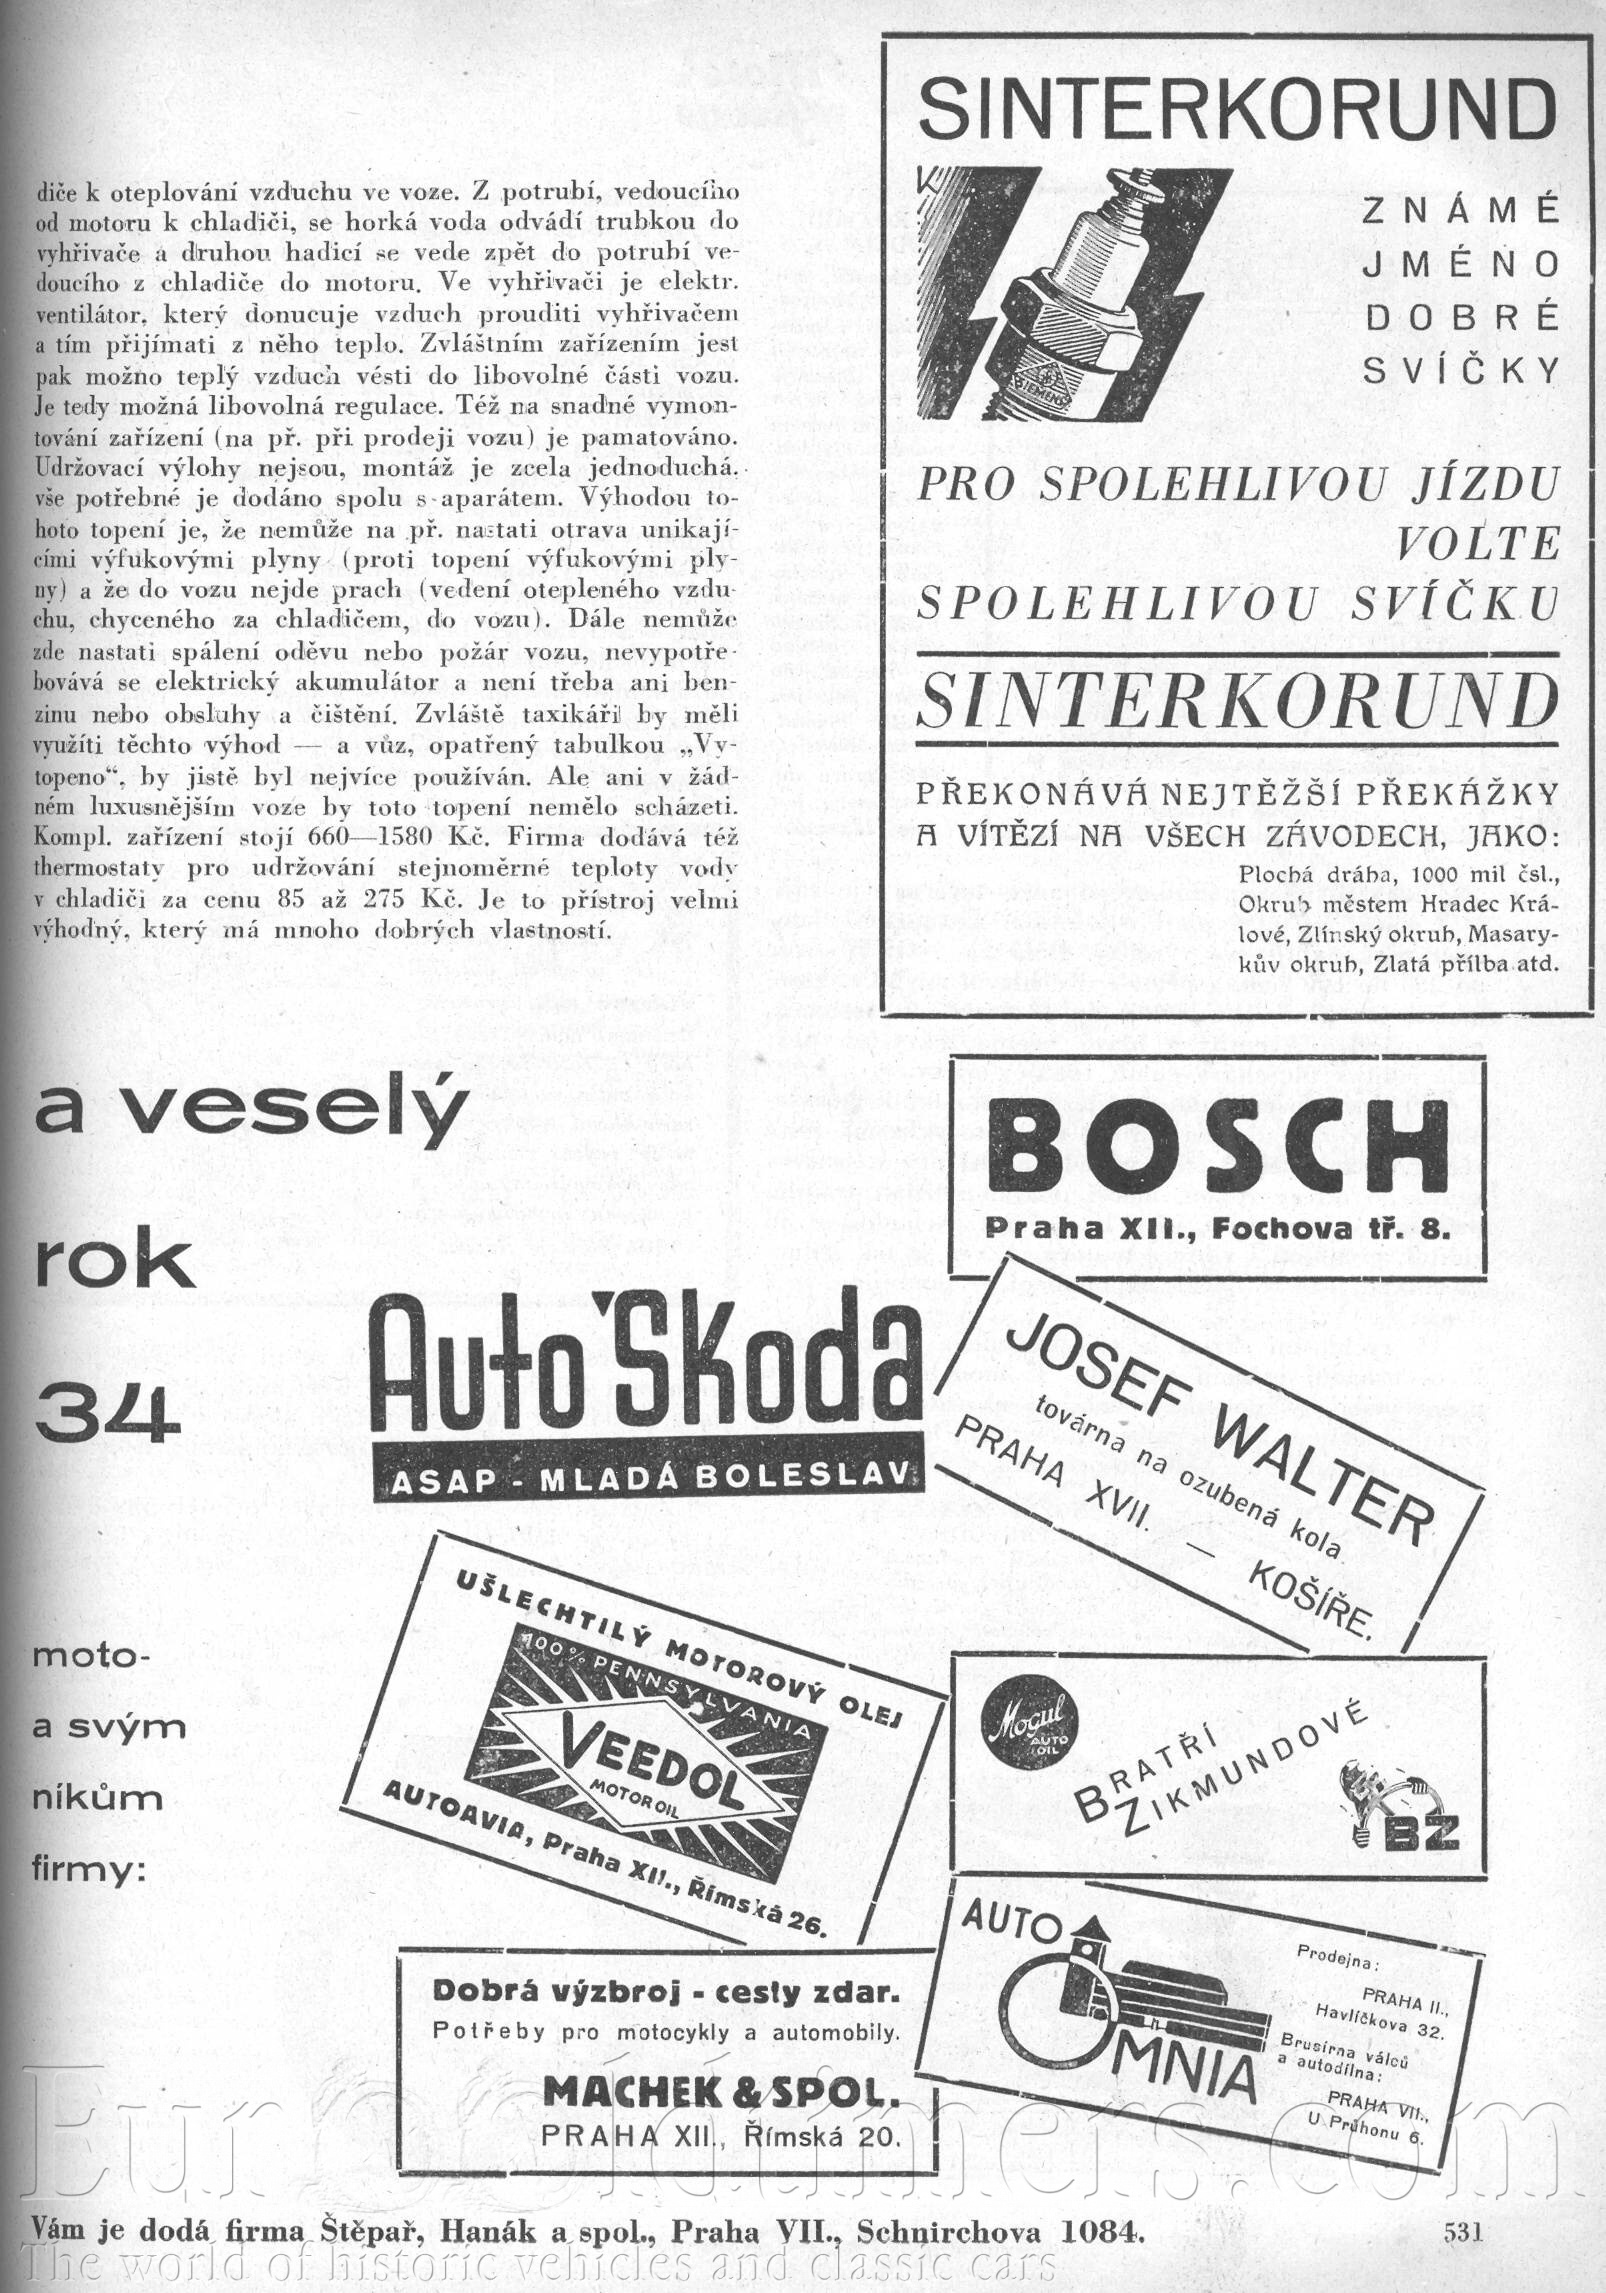 diče k oteplování vzduchu ve voze. Z potrubí, vedoucího
od motoru k chladiči, se horká voda odvádí trubkou do
vyhřivače a druhou hadicí se vede zpět do potrubí ve-
doucího z chladiče do motoru. Ve vyhřivači je elektr.
ventilátor, který donucuje vzduch prouditi vyhřivačem
a tím přijímati z něho teplo. Zvláštním zařízením jest
pak možno teplý vzduch vésti do libovolné části vozu.
Je tedy možná libovolná regulace. Též na snadné vymon-
tování zařízení (na př. při prodeji vozu) je pamatováno.
Udržovací výlohy nejsou, montáž je zcela jednoduchá.
vše potřebné je dodáno spolu s aparátem. Výhodou to-
hoto topení je, že nemůže na př. nastati otrava unikají-
cími výfukovými plyny (proti topení výfukovými ply-
ny) a že do vozu nejde prach (vedení otepleného vzdu-
chu, chyceného za chladičem, do vozu). Dále nemůže
zde nastati spálení oděvu nebo požár vozu, nevypotře-
bovává se elektrický akumulátor a není třeba ani ben-
zinu nebo obsluhy a čištění. Zvláště taxikáři by měli
využíti těchto výhod — a vůz, opatřený tabulkou „Vy-
topeno“, by jistě byl nejvíce používán. Ale ani v žád-
ném luxusnějším voze by toto topení nemělo scházeti.
Kompl. zařízení stojí 660—1580 Kč. Firma dodává též
thermostaty pro udržování stejnoměrné teploty vody
v chladiči za cenu 85 až 275 Kč. Je to přístroj velmi
výhodný, který má mnoho dobrých vlastností.
SINTERKORUND
ZNÁMÉ
JMÉNO
DOBRÉ
SVÍČKY
SIEMENS
PRO SPOLEHLIVOU JÍZDU
VOLTE
SPOLEHLIVOU SVÍČKU
SINTERKORUND
PŘEKONÁVÁ NEJTĚŽŠÍ PŘEKÁŽKY
A VÍTĚZÍ NA VŠECH ZÁVODECH, JAKO:
Plochá dráha, 1000 mil čsl.,
Okruh městem Hradec Krá-
lové, Zlínský okruh, Masary-
kův okruh, Zlatá přílba atd.
a veselý
rok
34
moto-
a svým
níkům
firmy:
BOSCH
Praha XII., Fochova tř. 8.
Auto Škoda
ASAP - MLADÁ BOLESLAV
JOSEF WALTER
továrna na ozubená kola
PRAHA XVII. — KOŠÍŘE.
UŠLECHTILÝ MOTOROVÝ OLEJ
100% PENNSYLVANIA
VEEDOL
MOTOR OIL
AUTOAVIA, Praha XII., Římská 26.
Mogul
AUTO
OIL
BRATŘÍ
ZIKMUNDOVÉ
BZ
AUTO
OMNIA
Prodejna:
PRAHA II.,
Havlíčkova 32.
Brusírna válců
a autodílna:
PRAHA VII.,
U Průhonu 6.
Dobrá výzbroj - cesty zdar.
Potřeby pro motocykly a automobily.
MACHEK & SPOL.
PRAHA XII., Římská 20.
EuroOldtimers.com
Vám je dodá firma Štěpař, Hanák a spol., Praha VII., Schnirchova 1084.
531
The world of historic vehicles and classic cars